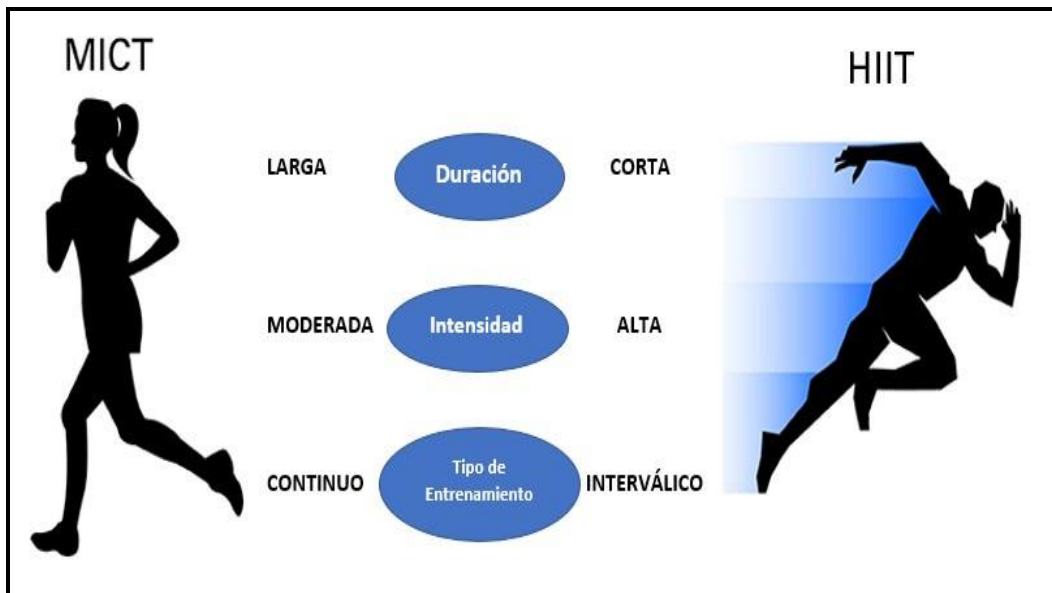 MICT
HIIT
LARGA
Duración
CORTA
MODERADA
Intensidad
ALTA
CONTINUO
Tipo de
Entrenamiento
INTERVÁLICO